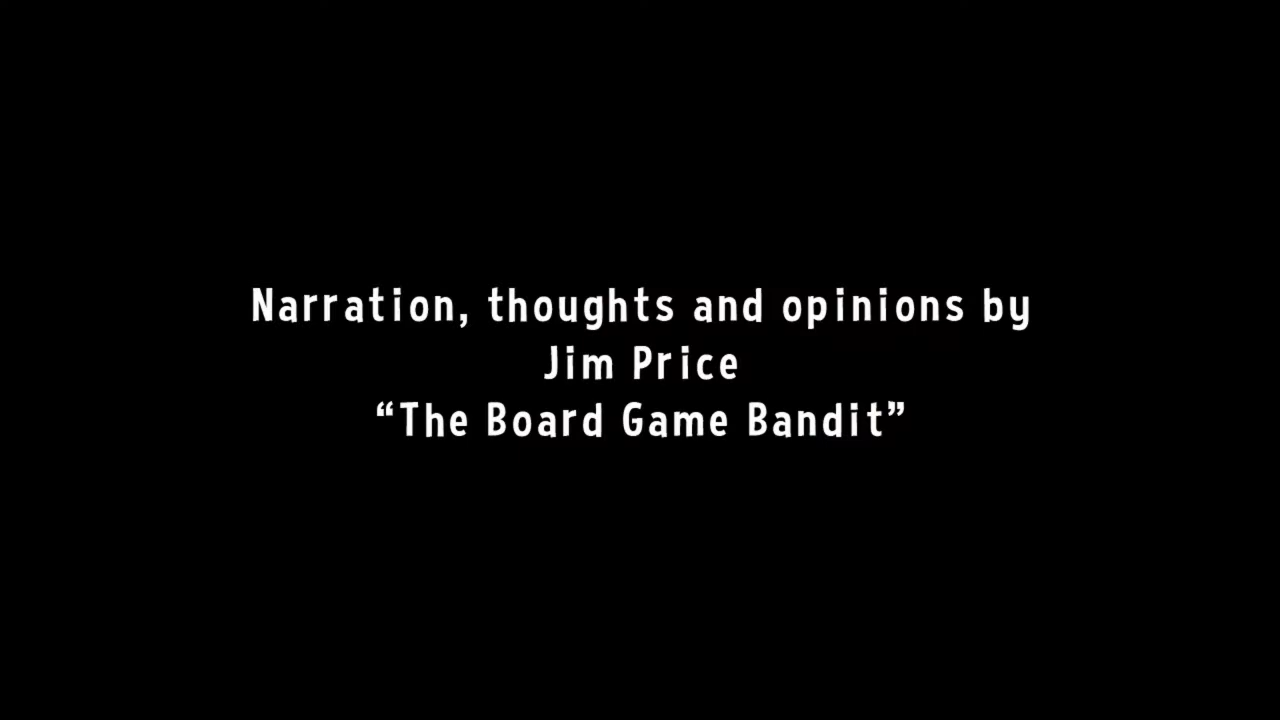 Narration, thoughts and opinions by
Jim Price
“The Board Game Bandit”